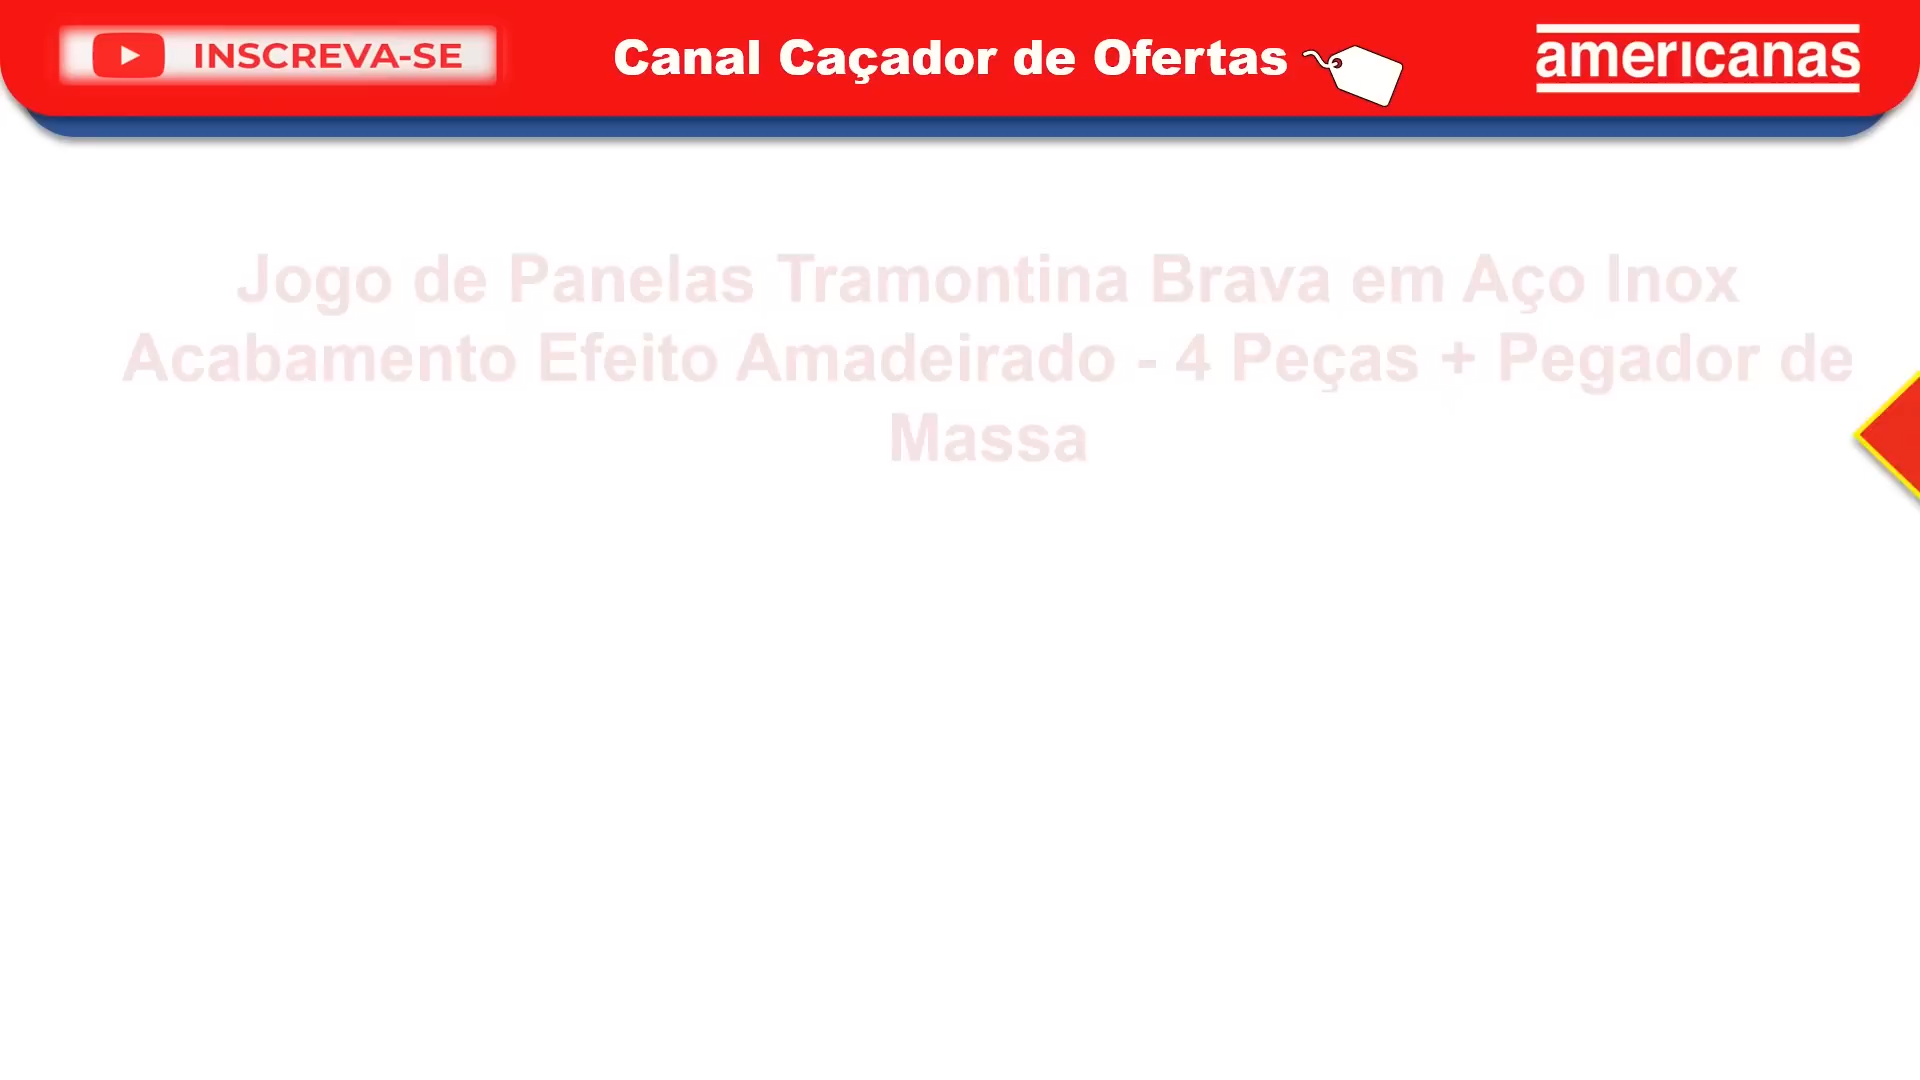 INSCREVA-SE
Canal Caçador de Ofertas
americanas
Jogo de Panelas Tramontina Brava em Aço Inox
Acabamento Efeito Amadeirado - 4 Peças + Pegador de
Massa